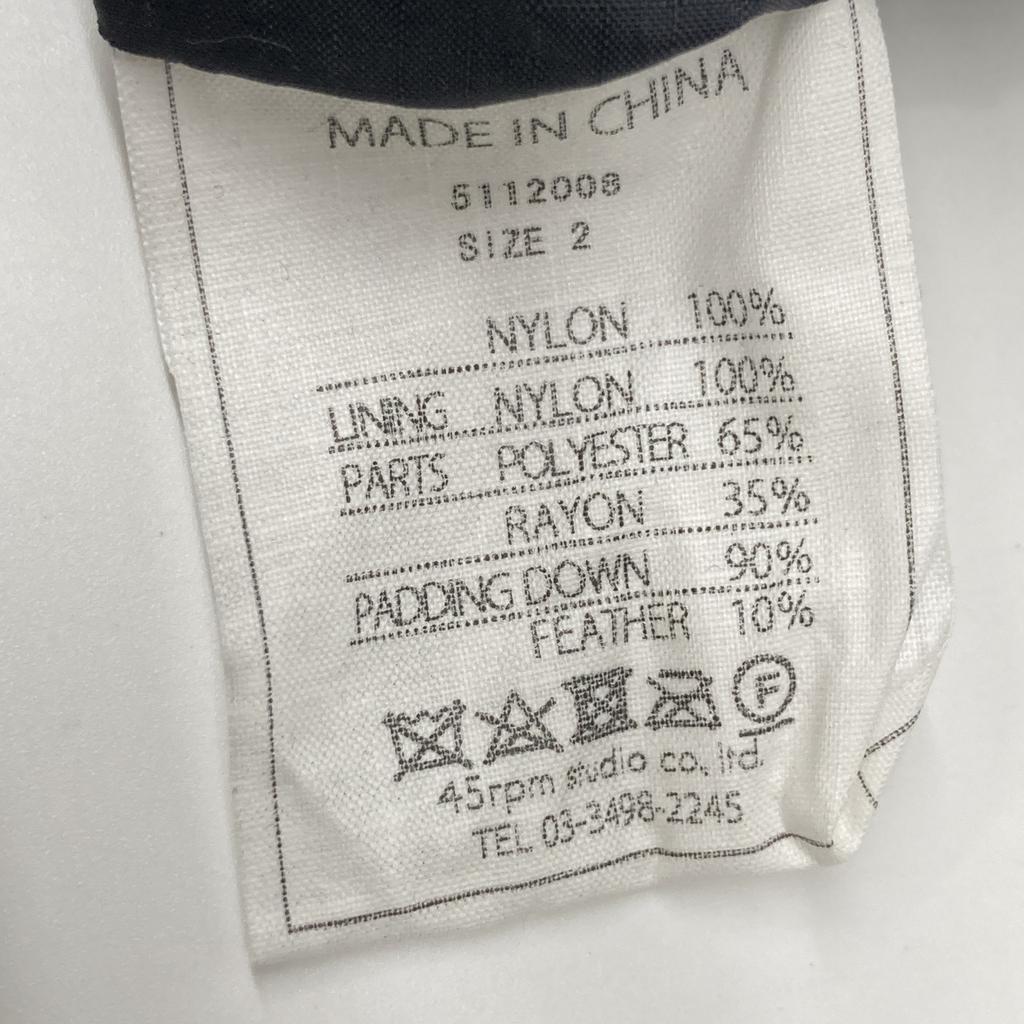 MADE IN CHINA
5112008
SIZE 2
NYLON 100%
LINING NYLON 100%
PARTS POLYESTER 65%
RAYON 35%
PADDING DOWN 90%
FEATHER 10%
F
45rpm studio co., ltd.
TEL 03-3498-2245